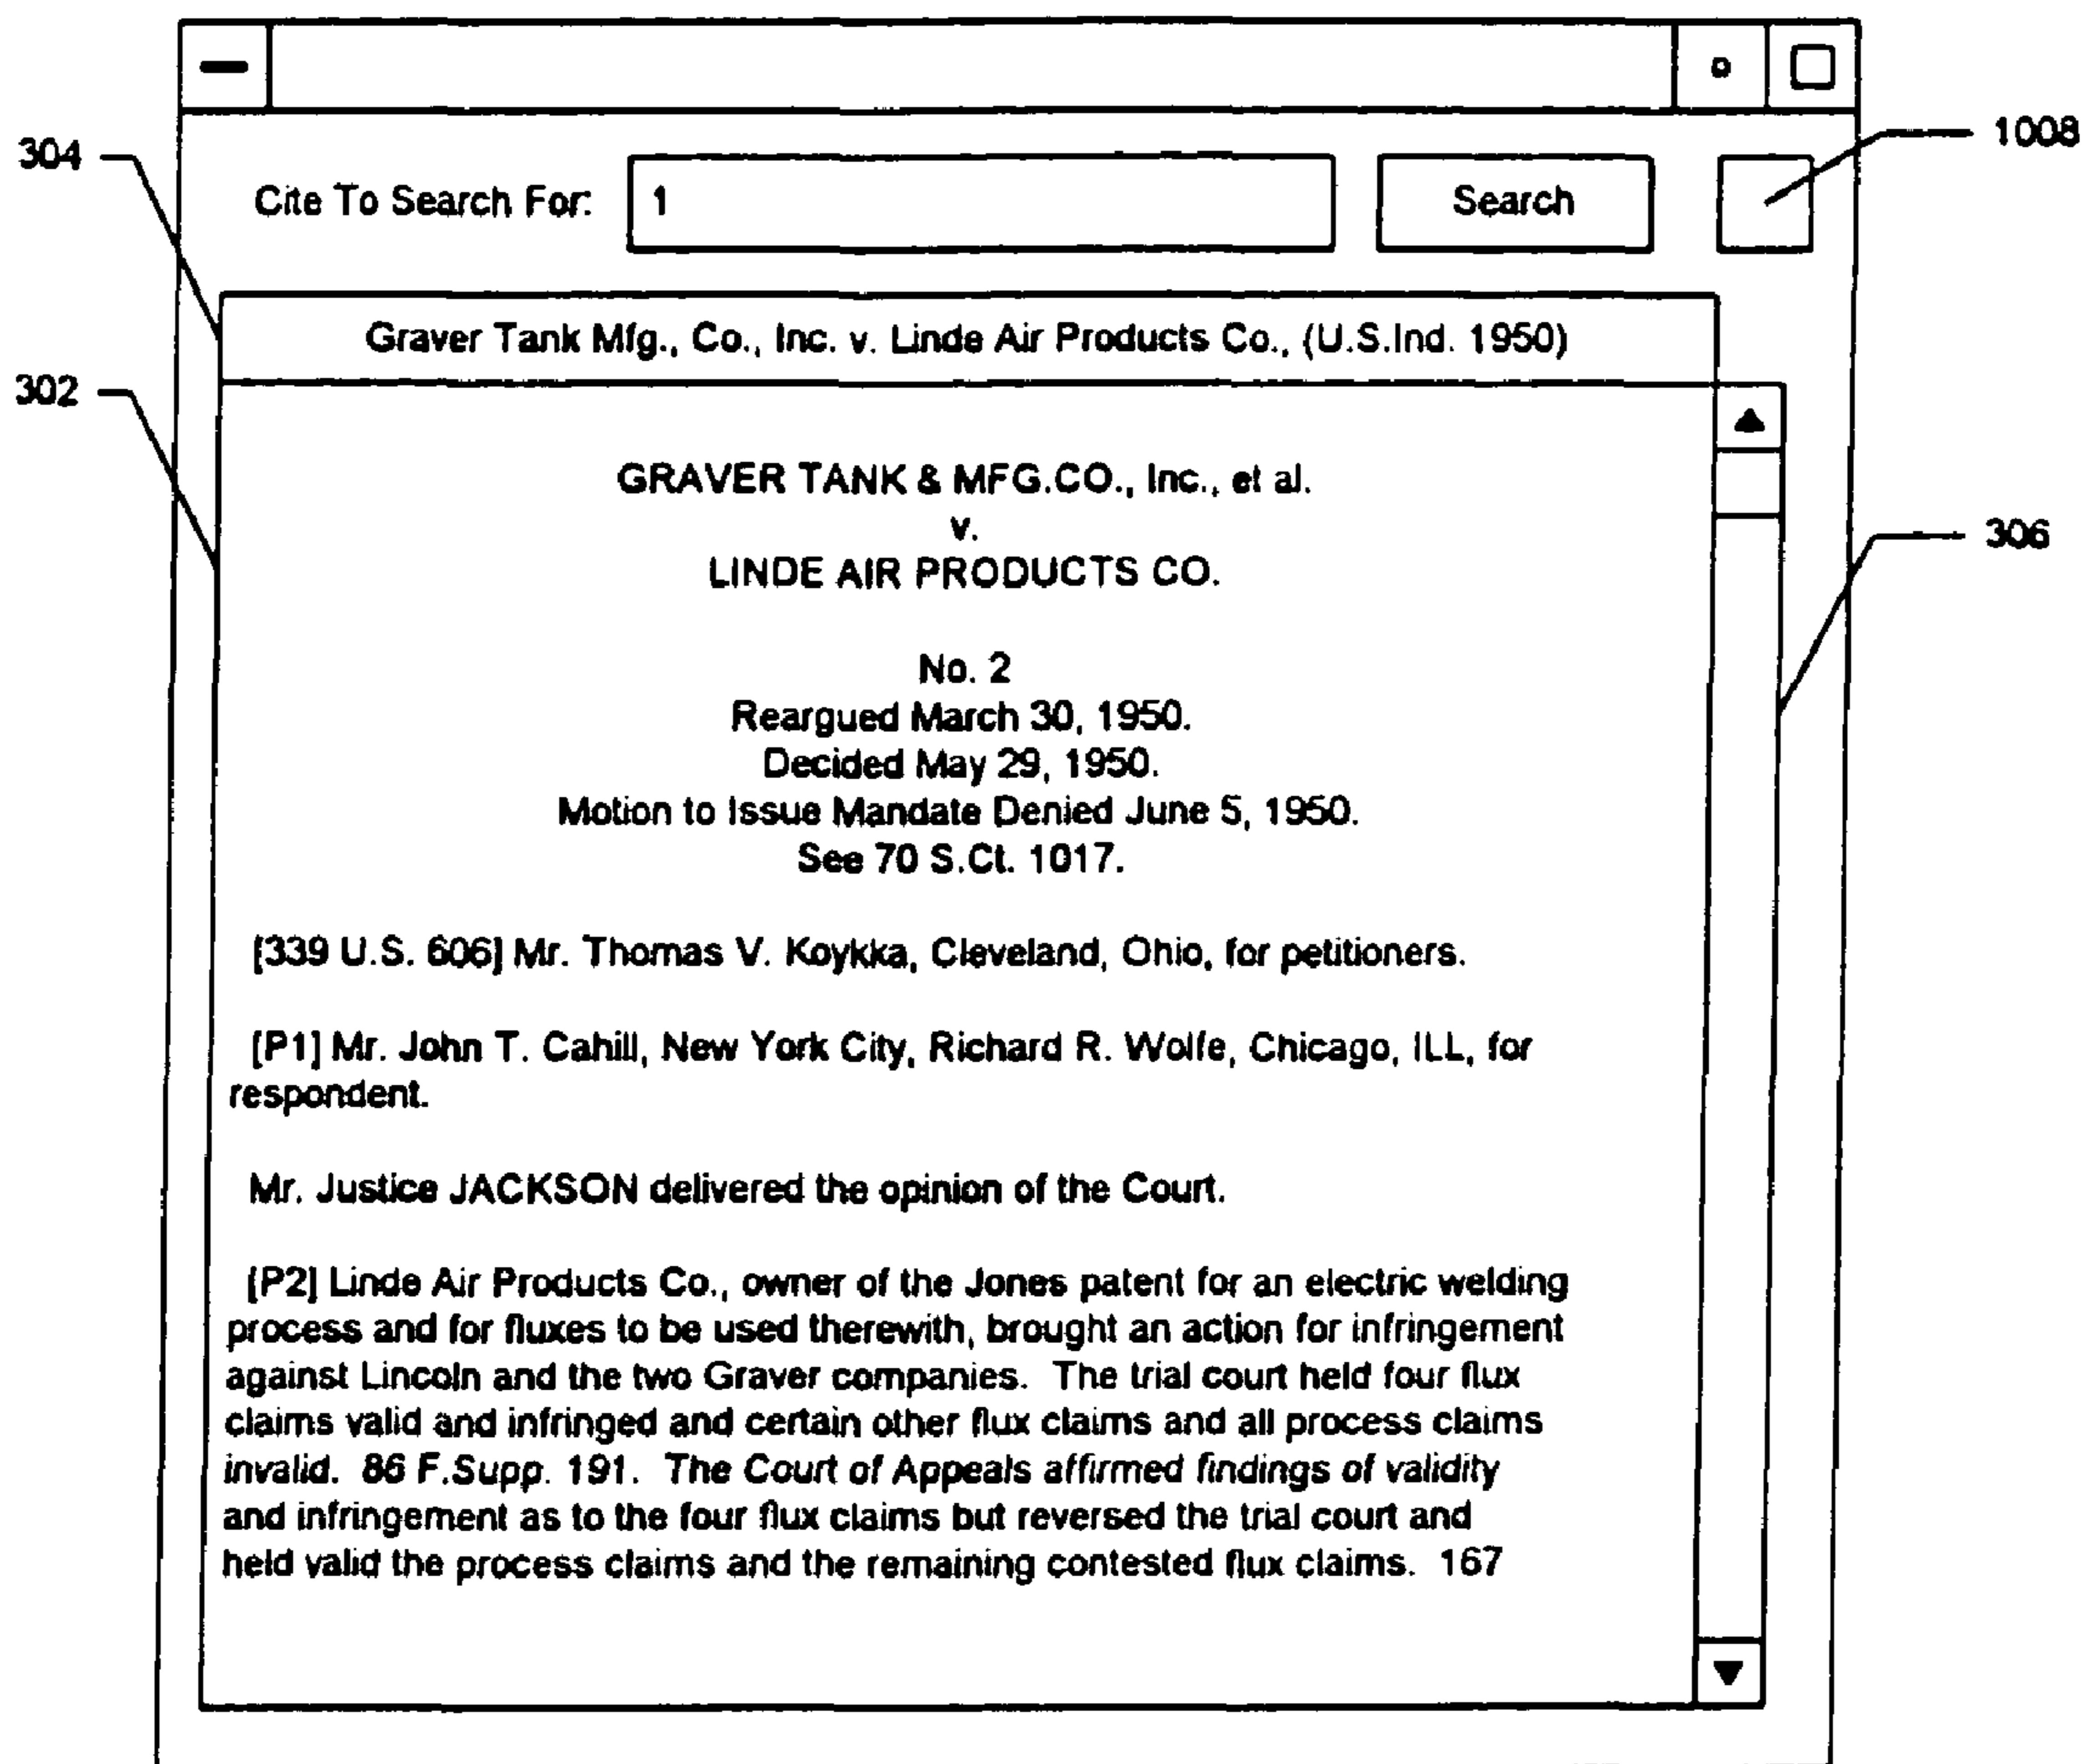 1008
304
Cite To Search For: 1 Search
Graver Tank Mfg., Co., Inc. v. Linde Air Products Co., (U.S.Ind. 1950)
302
GRAVER TANK & MFG.CO., Inc., et al.
v.
306
LINDE AIR PRODUCTS CO.
No. 2
Reargued March 30, 1950.
Decided May 29, 1950.
Motion to Issue Mandate Denied June 5, 1950.
See 70 S.Ct. 1017.
[339 U.S. 606] Mr. Thomas V. Koykka, Cleveland, Ohio, for petitioners.
[P1] Mr. John T. Cahill, New York City, Richard R. Wolfe, Chicago, ILL, for
respondent.
Mr. Justice JACKSON delivered the opinion of the Court.
[P2] Linde Air Products Co., owner of the Jones patent for an electric welding
process and for fluxes to be used therewith, brought an action for infringement
against Lincoln and the two Graver companies. The trial court held four flux
claims valid and infringed and certain other flux claims and all process claims
invalid. 86 F.Supp. 191. The Court of Appeals affirmed findings of validity
and infringement as to the four flux claims but reversed the trial court and
held valid the process claims and the remaining contested flux claims. 167